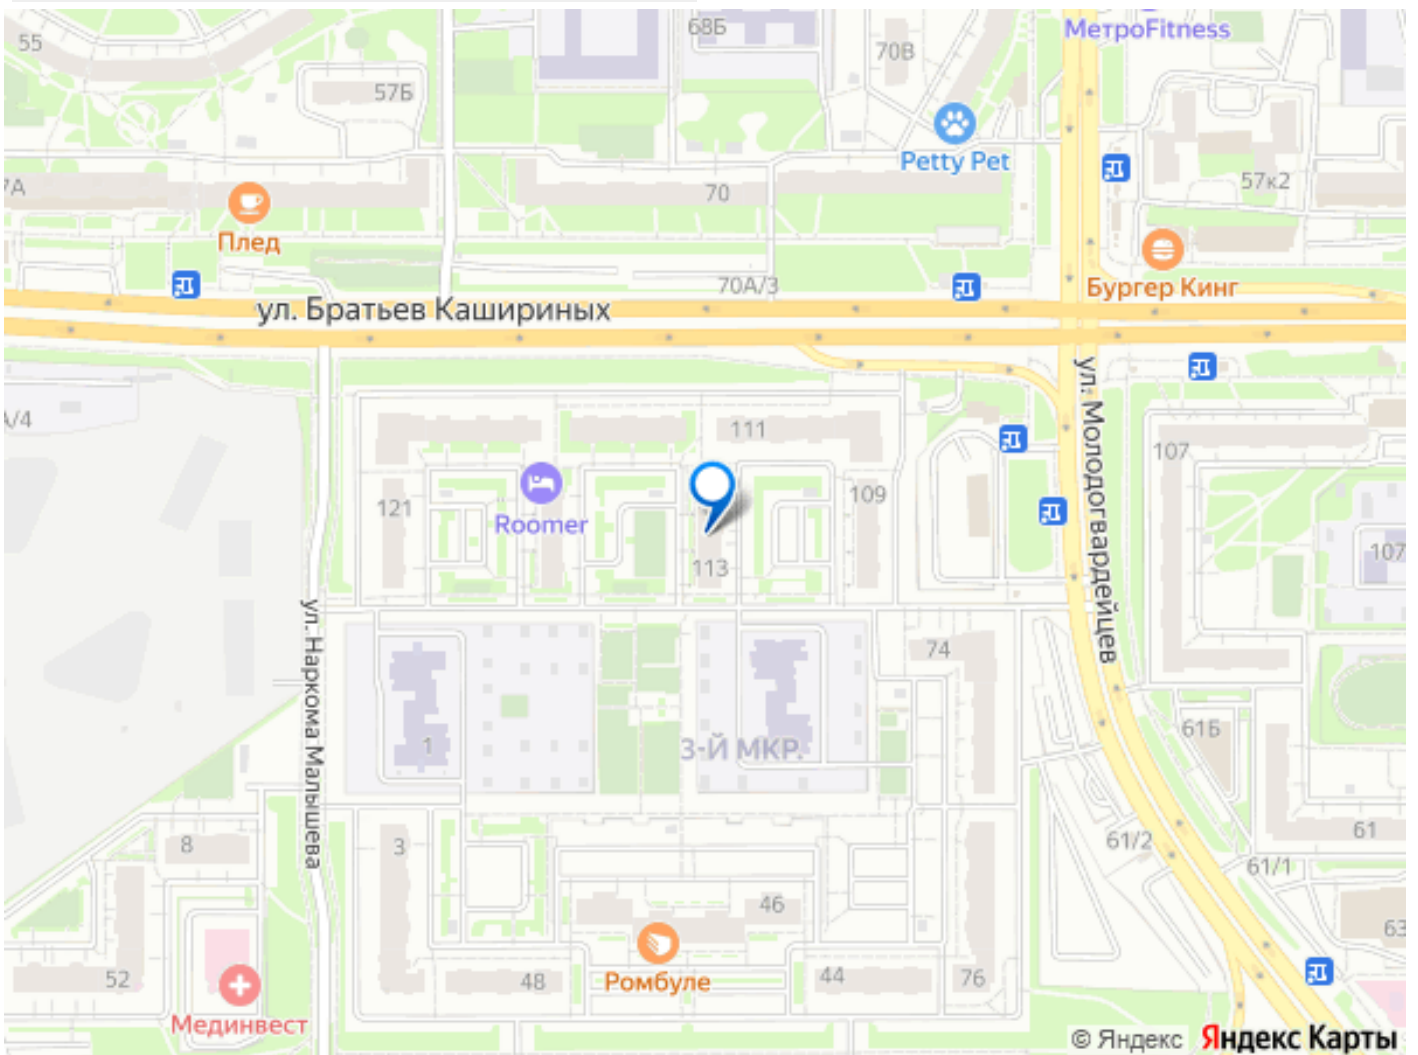 68Б
МетроFitness
55
70В
57Б
Petty Pet
57к2
7А
70
Плед
70А/3
Бургер Кинг
ул. Братьев Кашириных
А/4
111
107
ул. Молодогвардейцев
121
109
Roomer
107
113
ул. Наркома Малышева
74
1
3-Й МКР.
61Б
8
3
61/2
61
61/1
46
63
52
48
Ромбуле
44
76
Мединвест
© Яндекс Яндекс Карты